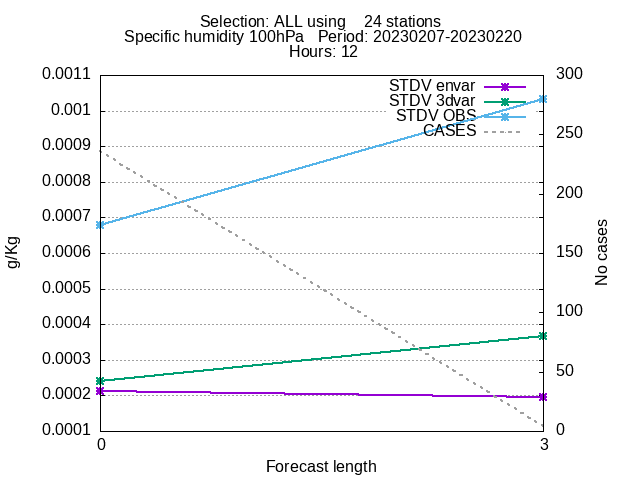 Selection: ALL using    24 stations
Specific humidity 100hPa   Period: 20230207-20230220
Hours: 12
0.0011
0.001
0.0009
0.0008
0.0007
0.0006
0.0005
0.0004
0.0003
0.0002
0.0001
g/Kg
STDV envar
STDV 3dvar
STDV OBS
CASES
300
250
200
150
100
50
0
No cases
0
3
Forecast length